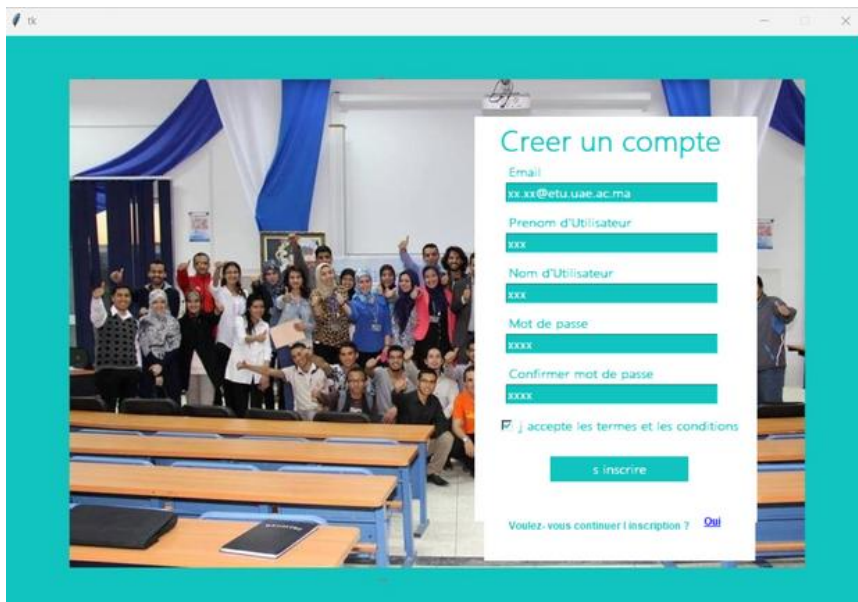 tk
Creer un compte
Email
xx.xx@etu.uae.ac.ma
Prenom d'Utilisateur
xxx
Nom d'Utilisateur
xxx
Mot de passe
xxxx
Confirmer mot de passe
xxxx
j accepte les termes et les conditions
s inscrire
Voulez-vous continuer l inscription ? Oui